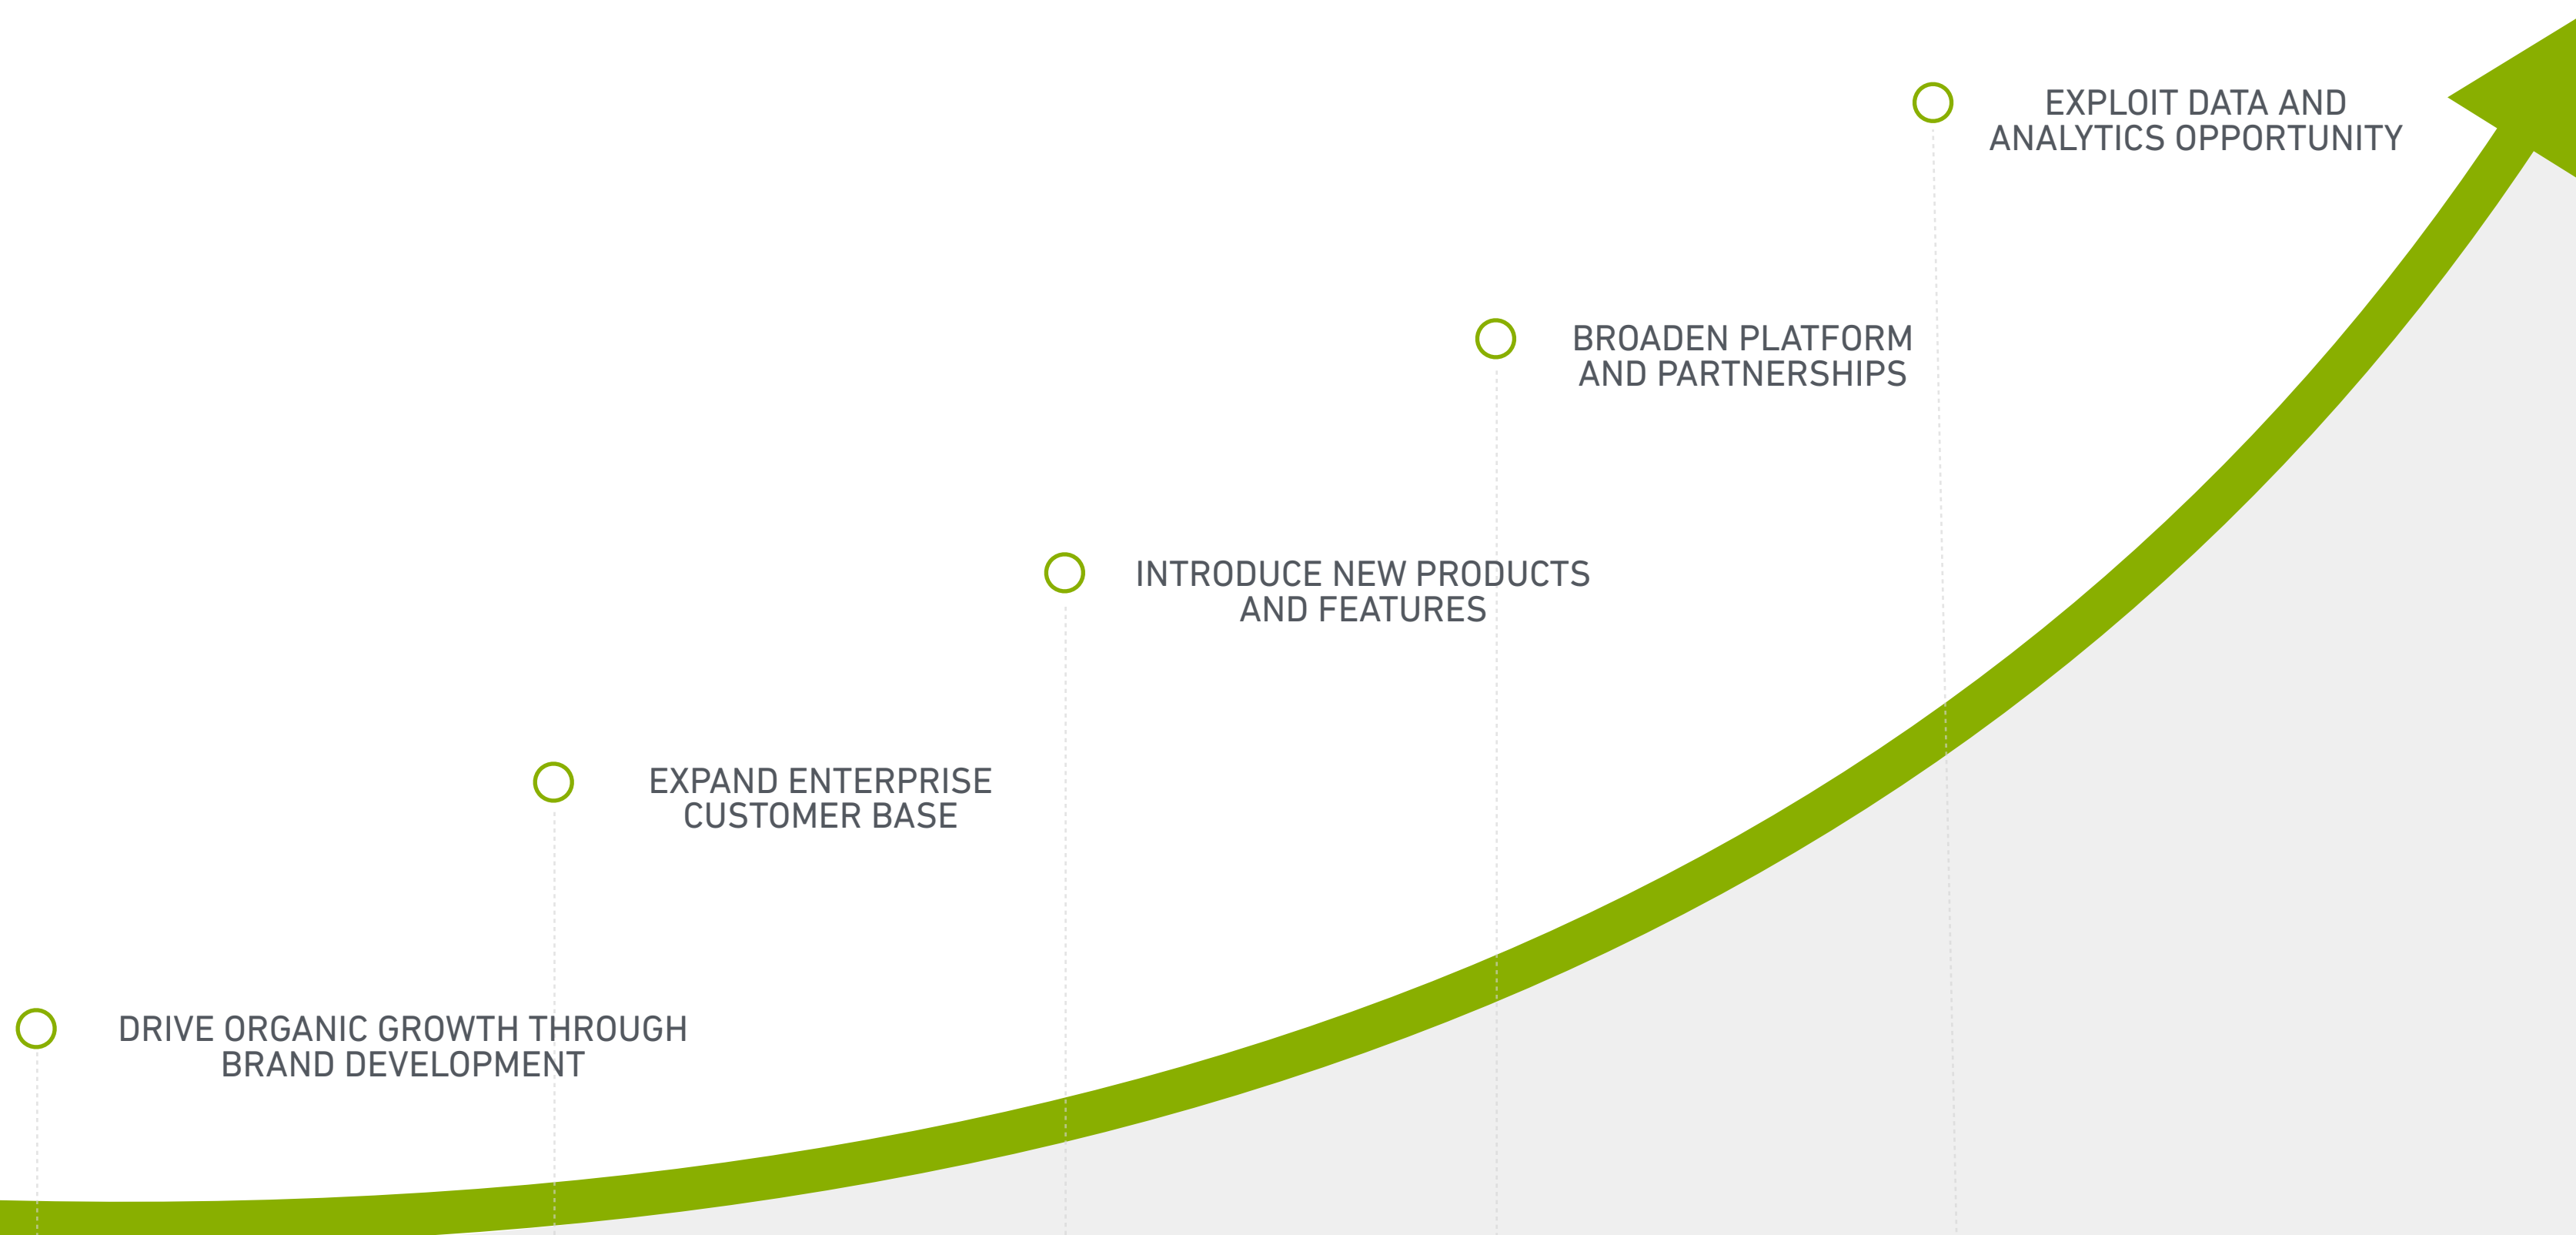 EXPLOIT DATA AND
ANALYTICS OPPORTUNITY
BROADEN PLATFORM
AND PARTNERSHIPS
INTRODUCE NEW PRODUCTS
AND FEATURES
EXPAND ENTERPRISE
CUSTOMER BASE
DRIVE ORGANIC GROWTH THROUGH
BRAND DEVELOPMENT